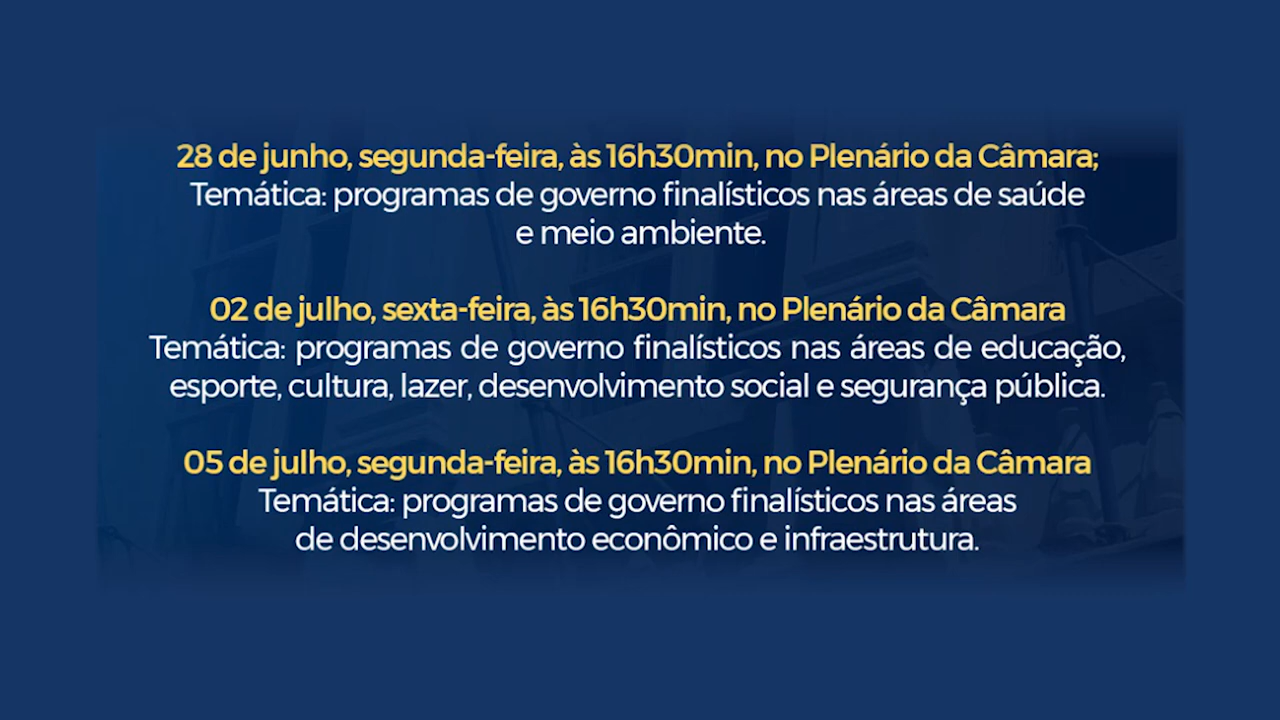 28 de junho, segunda-feira, às 16h30min, no Plenário da Câmara;
Temática: programas de governo finalísticos nas áreas de saúde
e meio ambiente.
02 de julho, sexta-feira, às 16h30min, no Plenário da Câmara
Temática: programas de governo finalísticos nas áreas de educação,
esporte, cultura, lazer, desenvolvimento social e segurança pública.
05 de julho, segunda-feira, às 16h30min, no Plenário da Câmara
Temática: programas de governo finalísticos nas áreas
de desenvolvimento econômico e infraestrutura.